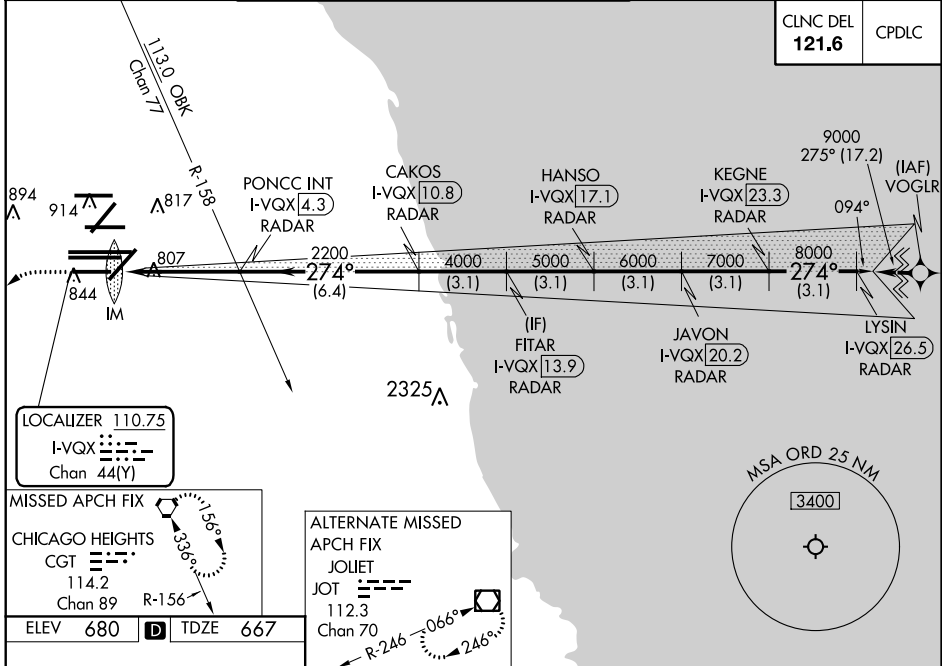 CLNC DEL
121.6
CPDLC
113.0 OBK
Chan 77
R-158
894
914
817
807
844
IM
PONCC INT
I-VQX 4.3
RADAR
CAKOS
I-VQX 10.8
RADAR
HANSO
I-VQX 17.1
RADAR
KEGNE
I-VQX 23.3
RADAR
9000
275° (17.2)
(IAF)
VOGLR
094°
2200
274°
(6.4)
4000
(3.1)
5000
(3.1)
6000
(3.1)
7000
(3.1)
8000
274°
(3.1)
(IF)
FITAR
I-VQX 13.9
RADAR
JAVON
I-VQX 20.2
RADAR
LYSIN
I-VQX 26.5
RADAR
2325
LOCALIZER 110.75
I-VQX
Chan 44(Y)
MISSED APCH FIX
CHICAGO HEIGHTS
CGT
114.2
Chan 89
R-156
336°
156°
ALTERNATE MISSED
APCH FIX
JOLIET
JOT
112.3
Chan 70
R-246
066°
246°
MSA ORD 25 NM
3400
ELEV 680 D TDZE 667